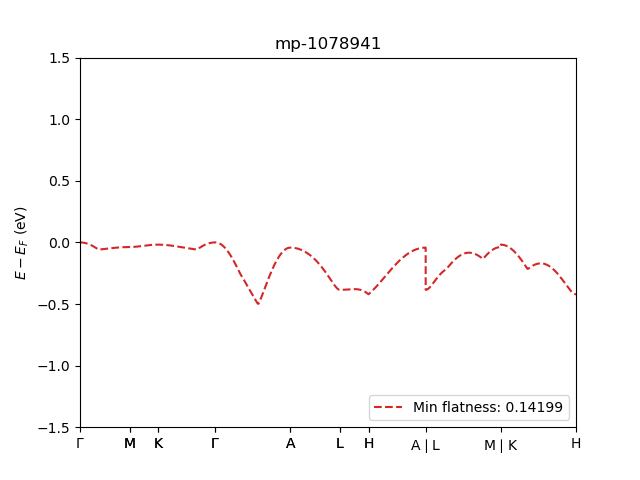 mp-1078941
E − E_F (eV)
1.5
1.0
0.5
0.0
−0.5
−1.0
−1.5
Min flatness: 0.14199
Γ M K Γ A L H A | L M | K H